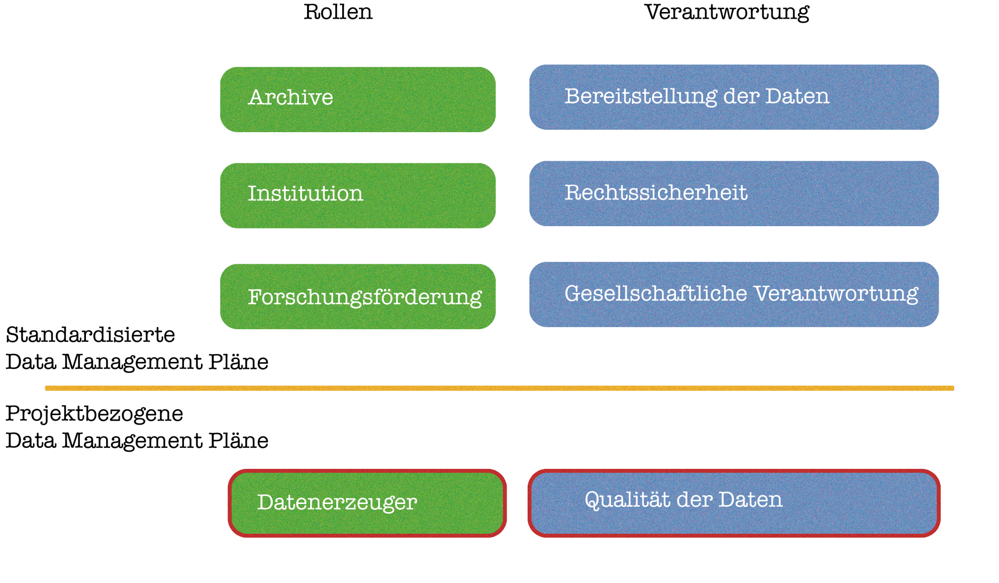 Rollen
Verantwortung
Archive
Bereitstellung der Daten
Institution
Rechtssicherheit
Forschungsförderung
Gesellschaftliche Verantwortung
Standardisierte
Data Management Pläne
Projektbezogene
Data Management Pläne
Datenerzeuger
Qualität der Daten